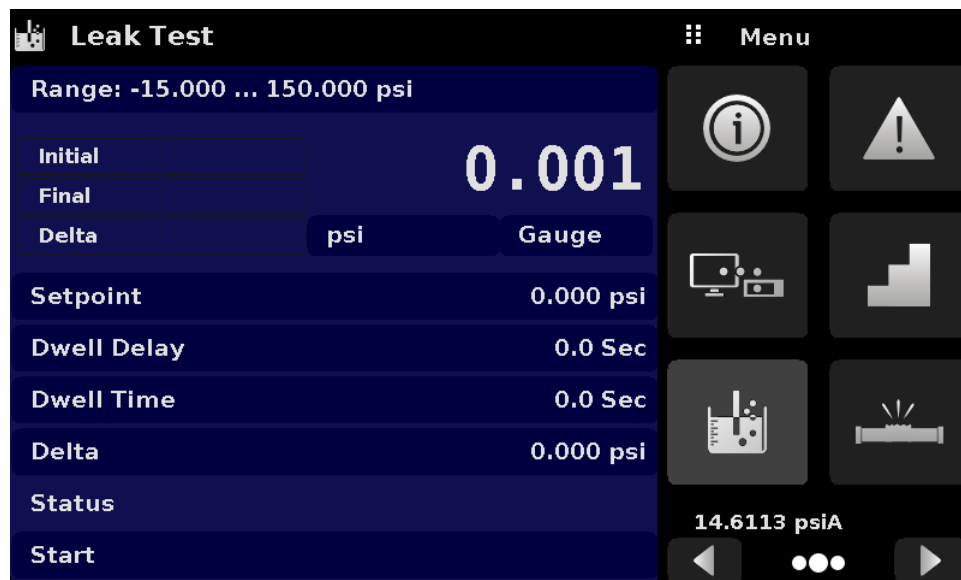 Leak Test
Range: -15.000 ... 150.000 psi
Initial
Final
Delta
0.001
psi Gauge
Setpoint 0.000 psi
Dwell Delay 0.0 Sec
Dwell Time 0.0 Sec
Delta 0.000 psi
Status
Start
Menu
14.6113 psiA